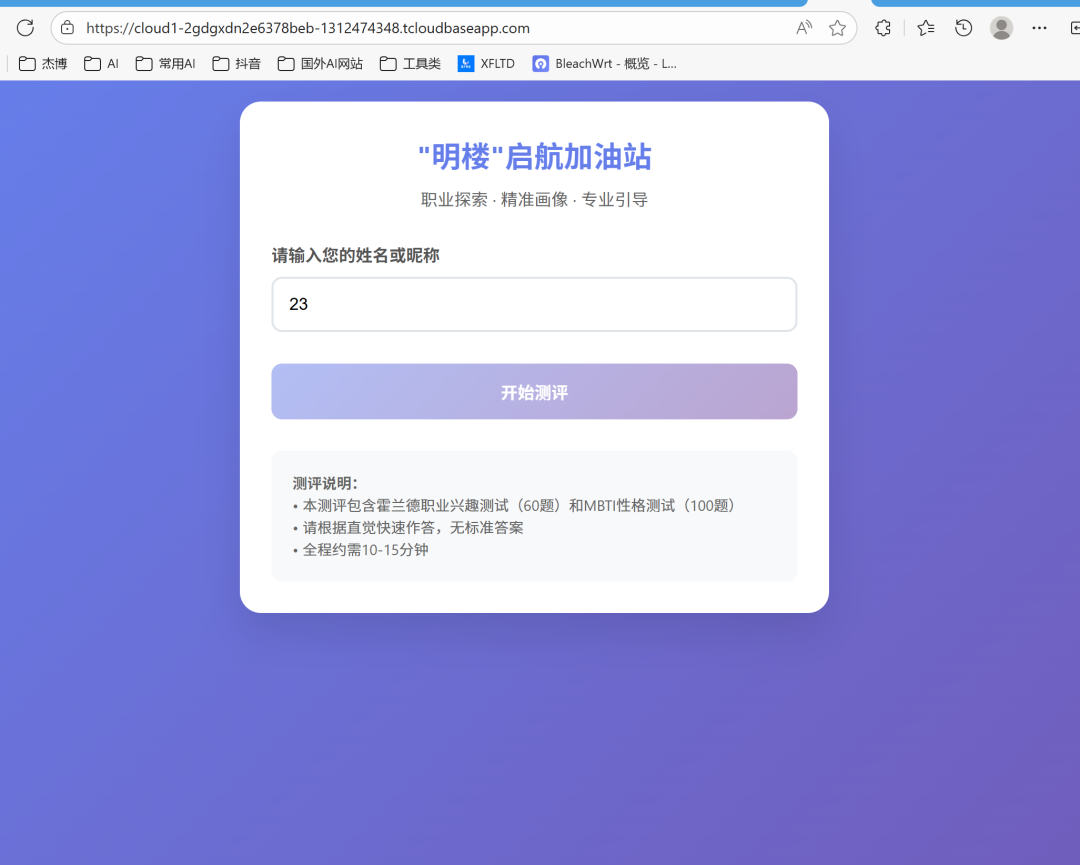 https://cloud1-2gdgxdn2e6378beb-1312474348.tcloudbaseapp.com
杰博 AI 常用AI 抖音 国外AI网站 工具类 XFLTD BleachWrt - 概览 - L...
"明楼"启航加油站
职业探索 · 精准画像 · 专业引导
请输入您的姓名或昵称
23
开始测评
测评说明：
• 本测评包含霍兰德职业兴趣测试（60题）和MBTI性格测试（100题）
• 请根据直觉快速作答，无标准答案
• 全程约需10-15分钟